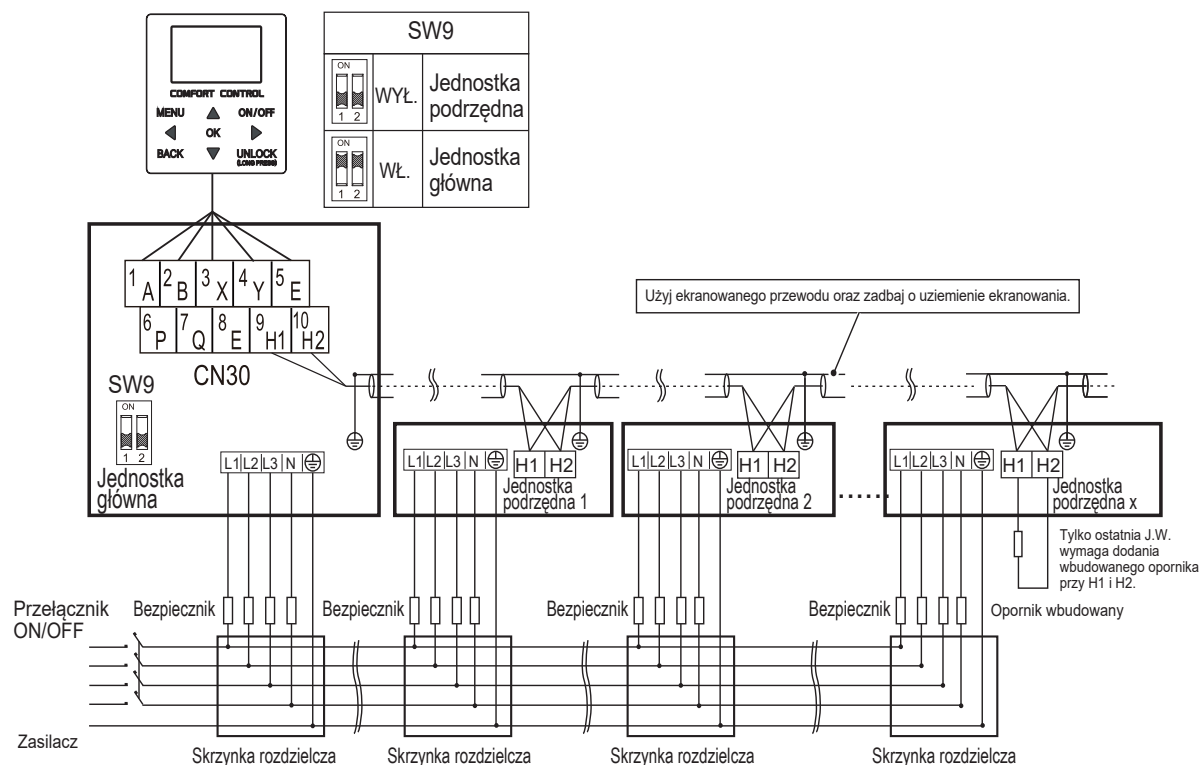 SW9
ON
1 2
WYŁ.
Jednostka
podrzędna
ON
1 2
WŁ.
Jednostka
główna
COMFORT CONTROL
MENU ON/OFF
OK
BACK UNLOCK
(LONG PRESS)
1 A 2 B 3 X 4 Y 5 E
6 P 7 Q 8 E 9 H1 10 H2
CN30
SW9
ON
1 2
Jednostka
główna
Użyj ekranowanego przewodu oraz zadbaj o uziemienie ekranowania.
L1 L2 L3 N
L1 L2 L3 N
H1 H2
Jednostka
podrzędna 1
L1 L2 L3 N
H1 H2
Jednostka
podrzędna 2
L1 L2 L3 N
H1 H2
Jednostka
podrzędna x
Tylko ostatnia J.W.
wymaga dodania
wbudowanego opornika
przy H1 i H2.
Opornik wbudowany
Przełącznik
ON/OFF
Bezpiecznik
Bezpiecznik
Bezpiecznik
Bezpiecznik
Zasilacz
Skrzynka rozdzielcza
Skrzynka rozdzielcza
Skrzynka rozdzielcza
Skrzynka rozdzielcza